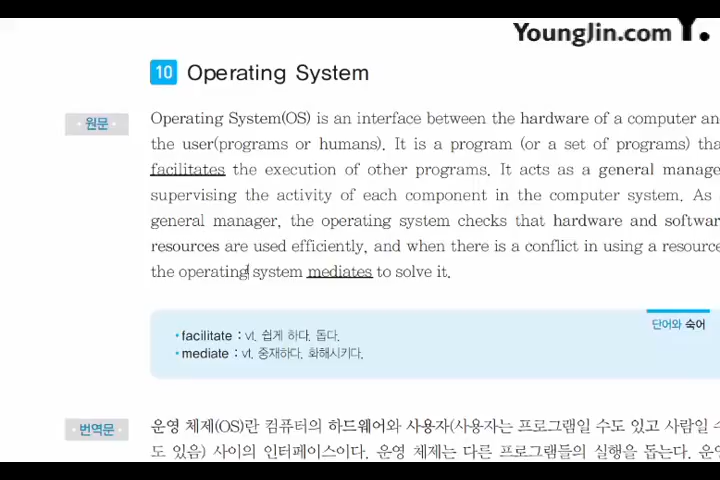 YoungJin.com Y.
10 Operating System
원문
Operating System(OS) is an interface between the hardware of a computer an
the user(programs or humans). It is a program (or a set of programs) tha
facilitates the execution of other programs. It acts as a general manage
supervising the activity of each component in the computer system. As
general manager, the operating system checks that hardware and softwar
resources are used efficiently, and when there is a conflict in using a resource
the operating system mediates to solve it.
단어와 숙어
•facilitate : vt. 쉽게 하다. 돕다.
•mediate : vt. 중재하다. 화해시키다.
번역문
운영 체제(OS)란 컴퓨터의 하드웨어와 사용자(사용자는 프로그램일 수도 있고 사람일 수
도 있음) 사이의 인터페이스이다. 운영 체제는 다른 프로그램들의 실행을 돕는다. 운영